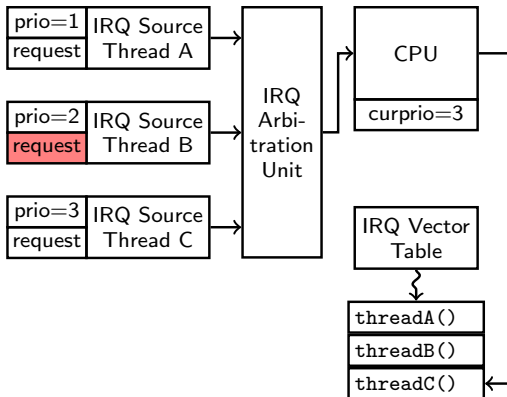 prio=1
request
IRQ Source
Thread A
prio=2
request
IRQ Source
Thread B
prio=3
request
IRQ Source
Thread C
IRQ
Arbi-
tration
Unit
CPU
curprio=3
IRQ Vector
Table
threadA()
threadB()
threadC()